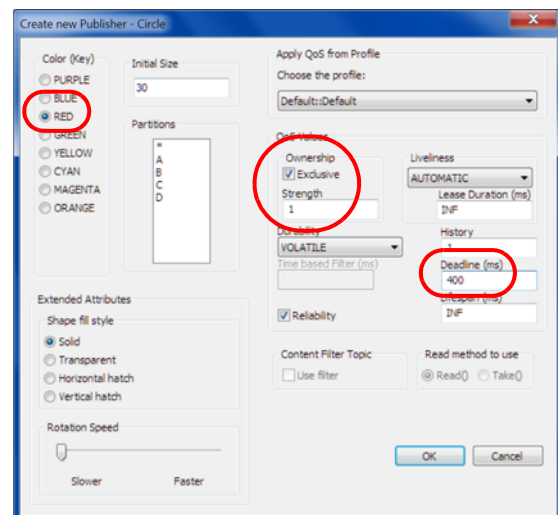 Create new Publisher - Circle
Color (Key)
PURPLE
BLUE
RED
GREEN
YELLOW
CYAN
MAGENTA
ORANGE
Initial Size
30
Partitions
*
A
B
C
D
Extended Attributes
Shape fill style
Solid
Transparent
Horizontal hatch
Vertical hatch
Rotation Speed
Slower Faster
Apply QoS from Profile
Choose the profile:
Default::Default
QoS Values
Ownership
Exclusive
Strength
1
Liveliness
AUTOMATIC
Lease Duration (ms)
INF
Durability
VOLATILE
Time based Filter (ms)
Reliability
History
1
Deadline (ms)
400
Lifespan (ms)
INF
Content Filter Topic
Use filter
Read method to use
Read() Take()
OK Cancel